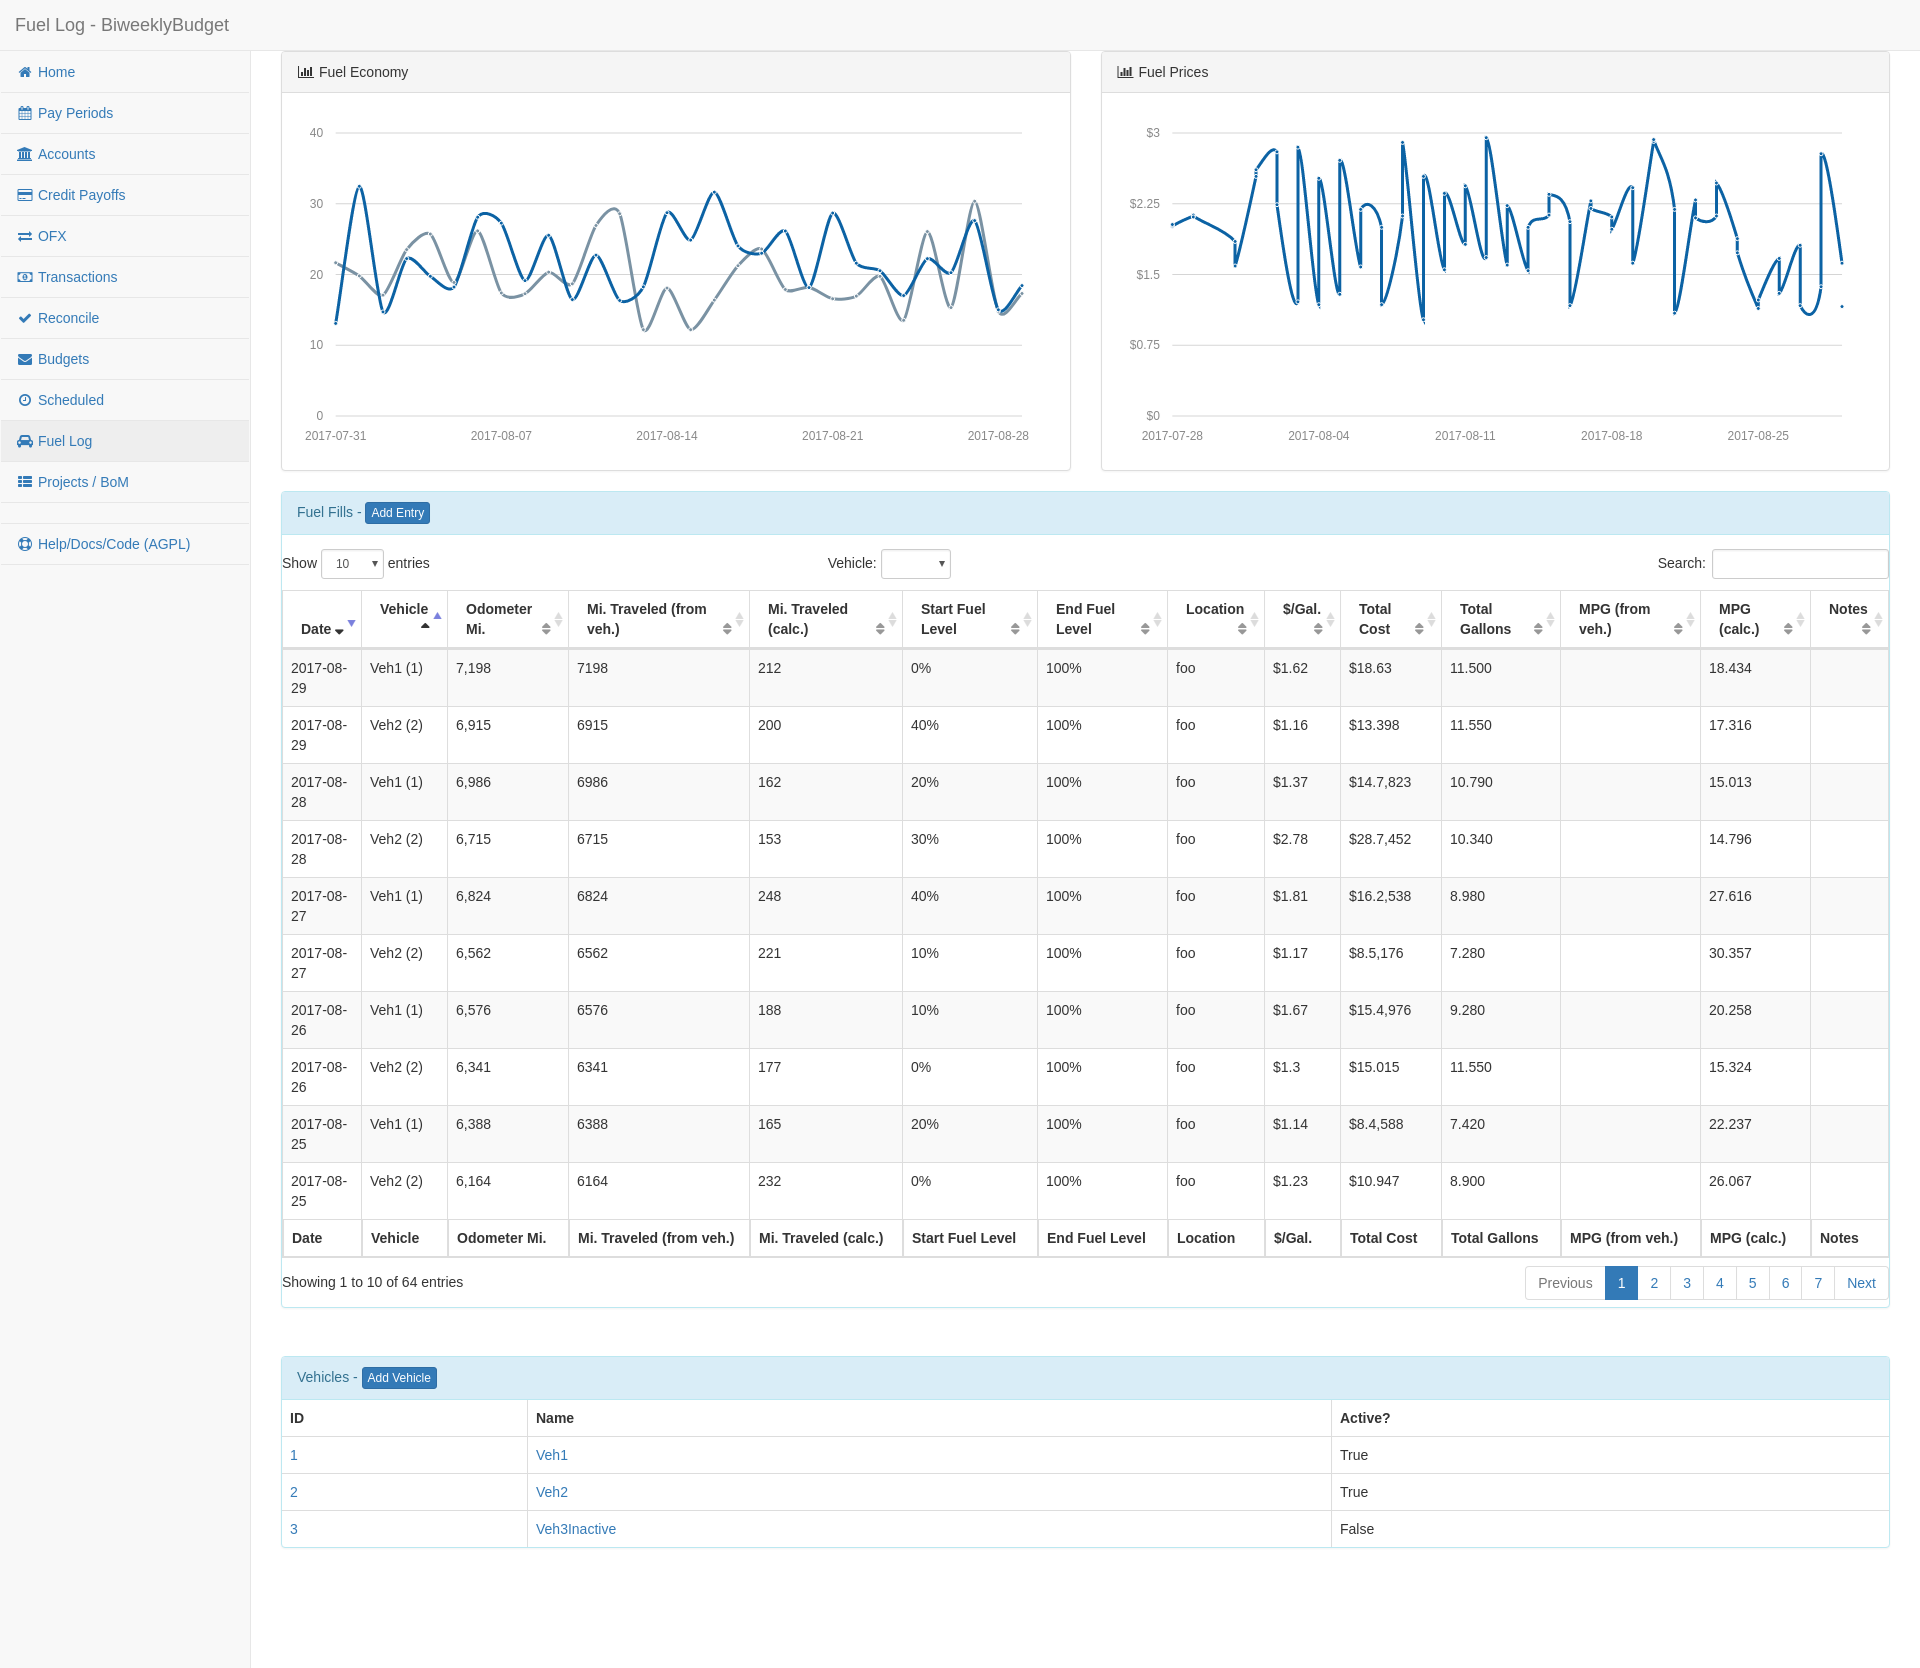 Fuel Log - BiweeklyBudget
Home
Pay Periods
Accounts
Credit Payoffs
OFX
Transactions
Reconcile
Budgets
Scheduled
Fuel Log
Projects / BoM
Help/Docs/Code (AGPL)
Fuel Economy
40
30
20
10
0
2017-07-31 2017-08-07 2017-08-14 2017-08-21 2017-08-28
Fuel Prices
$3
$2.25
$1.5
$0.75
$0
2017-07-28 2017-08-04 2017-08-11 2017-08-18 2017-08-25
Fuel Fills - Add Entry
Show 10 entries Vehicle: Search:
Date Vehicle Odometer Mi. Mi. Traveled (from veh.) Mi. Traveled (calc.) Start Fuel Level End Fuel Level Location $/Gal. Total Cost Total Gallons MPG (from veh.) MPG (calc.) Notes
2017-08-29 Veh1 (1) 7,198 7198 212 0% 100% foo $1.62 $18.63 11.500 18.434
2017-08-29 Veh2 (2) 6,915 6915 200 40% 100% foo $1.16 $13.398 11.550 17.316
2017-08-28 Veh1 (1) 6,986 6986 162 20% 100% foo $1.37 $14.7,823 10.790 15.013
2017-08-28 Veh2 (2) 6,715 6715 153 30% 100% foo $2.78 $28.7,452 10.340 14.796
2017-08-27 Veh1 (1) 6,824 6824 248 40% 100% foo $1.81 $16.2,538 8.980 27.616
2017-08-27 Veh2 (2) 6,562 6562 221 10% 100% foo $1.17 $8.5,176 7.280 30.357
2017-08-26 Veh1 (1) 6,576 6576 188 10% 100% foo $1.67 $15.4,976 9.280 20.258
2017-08-26 Veh2 (2) 6,341 6341 177 0% 100% foo $1.3 $15.015 11.550 15.324
2017-08-25 Veh1 (1) 6,388 6388 165 20% 100% foo $1.14 $8.4,588 7.420 22.237
2017-08-25 Veh2 (2) 6,164 6164 232 0% 100% foo $1.23 $10.947 8.900 26.067
Date Vehicle Odometer Mi. Mi. Traveled (from veh.) Mi. Traveled (calc.) Start Fuel Level End Fuel Level Location $/Gal. Total Cost Total Gallons MPG (from veh.) MPG (calc.) Notes
Showing 1 to 10 of 64 entries Previous 1 2 3 4 5 6 7 Next
Vehicles - Add Vehicle
ID Name Active?
1 Veh1 True
2 Veh2 True
3 Veh3Inactive False